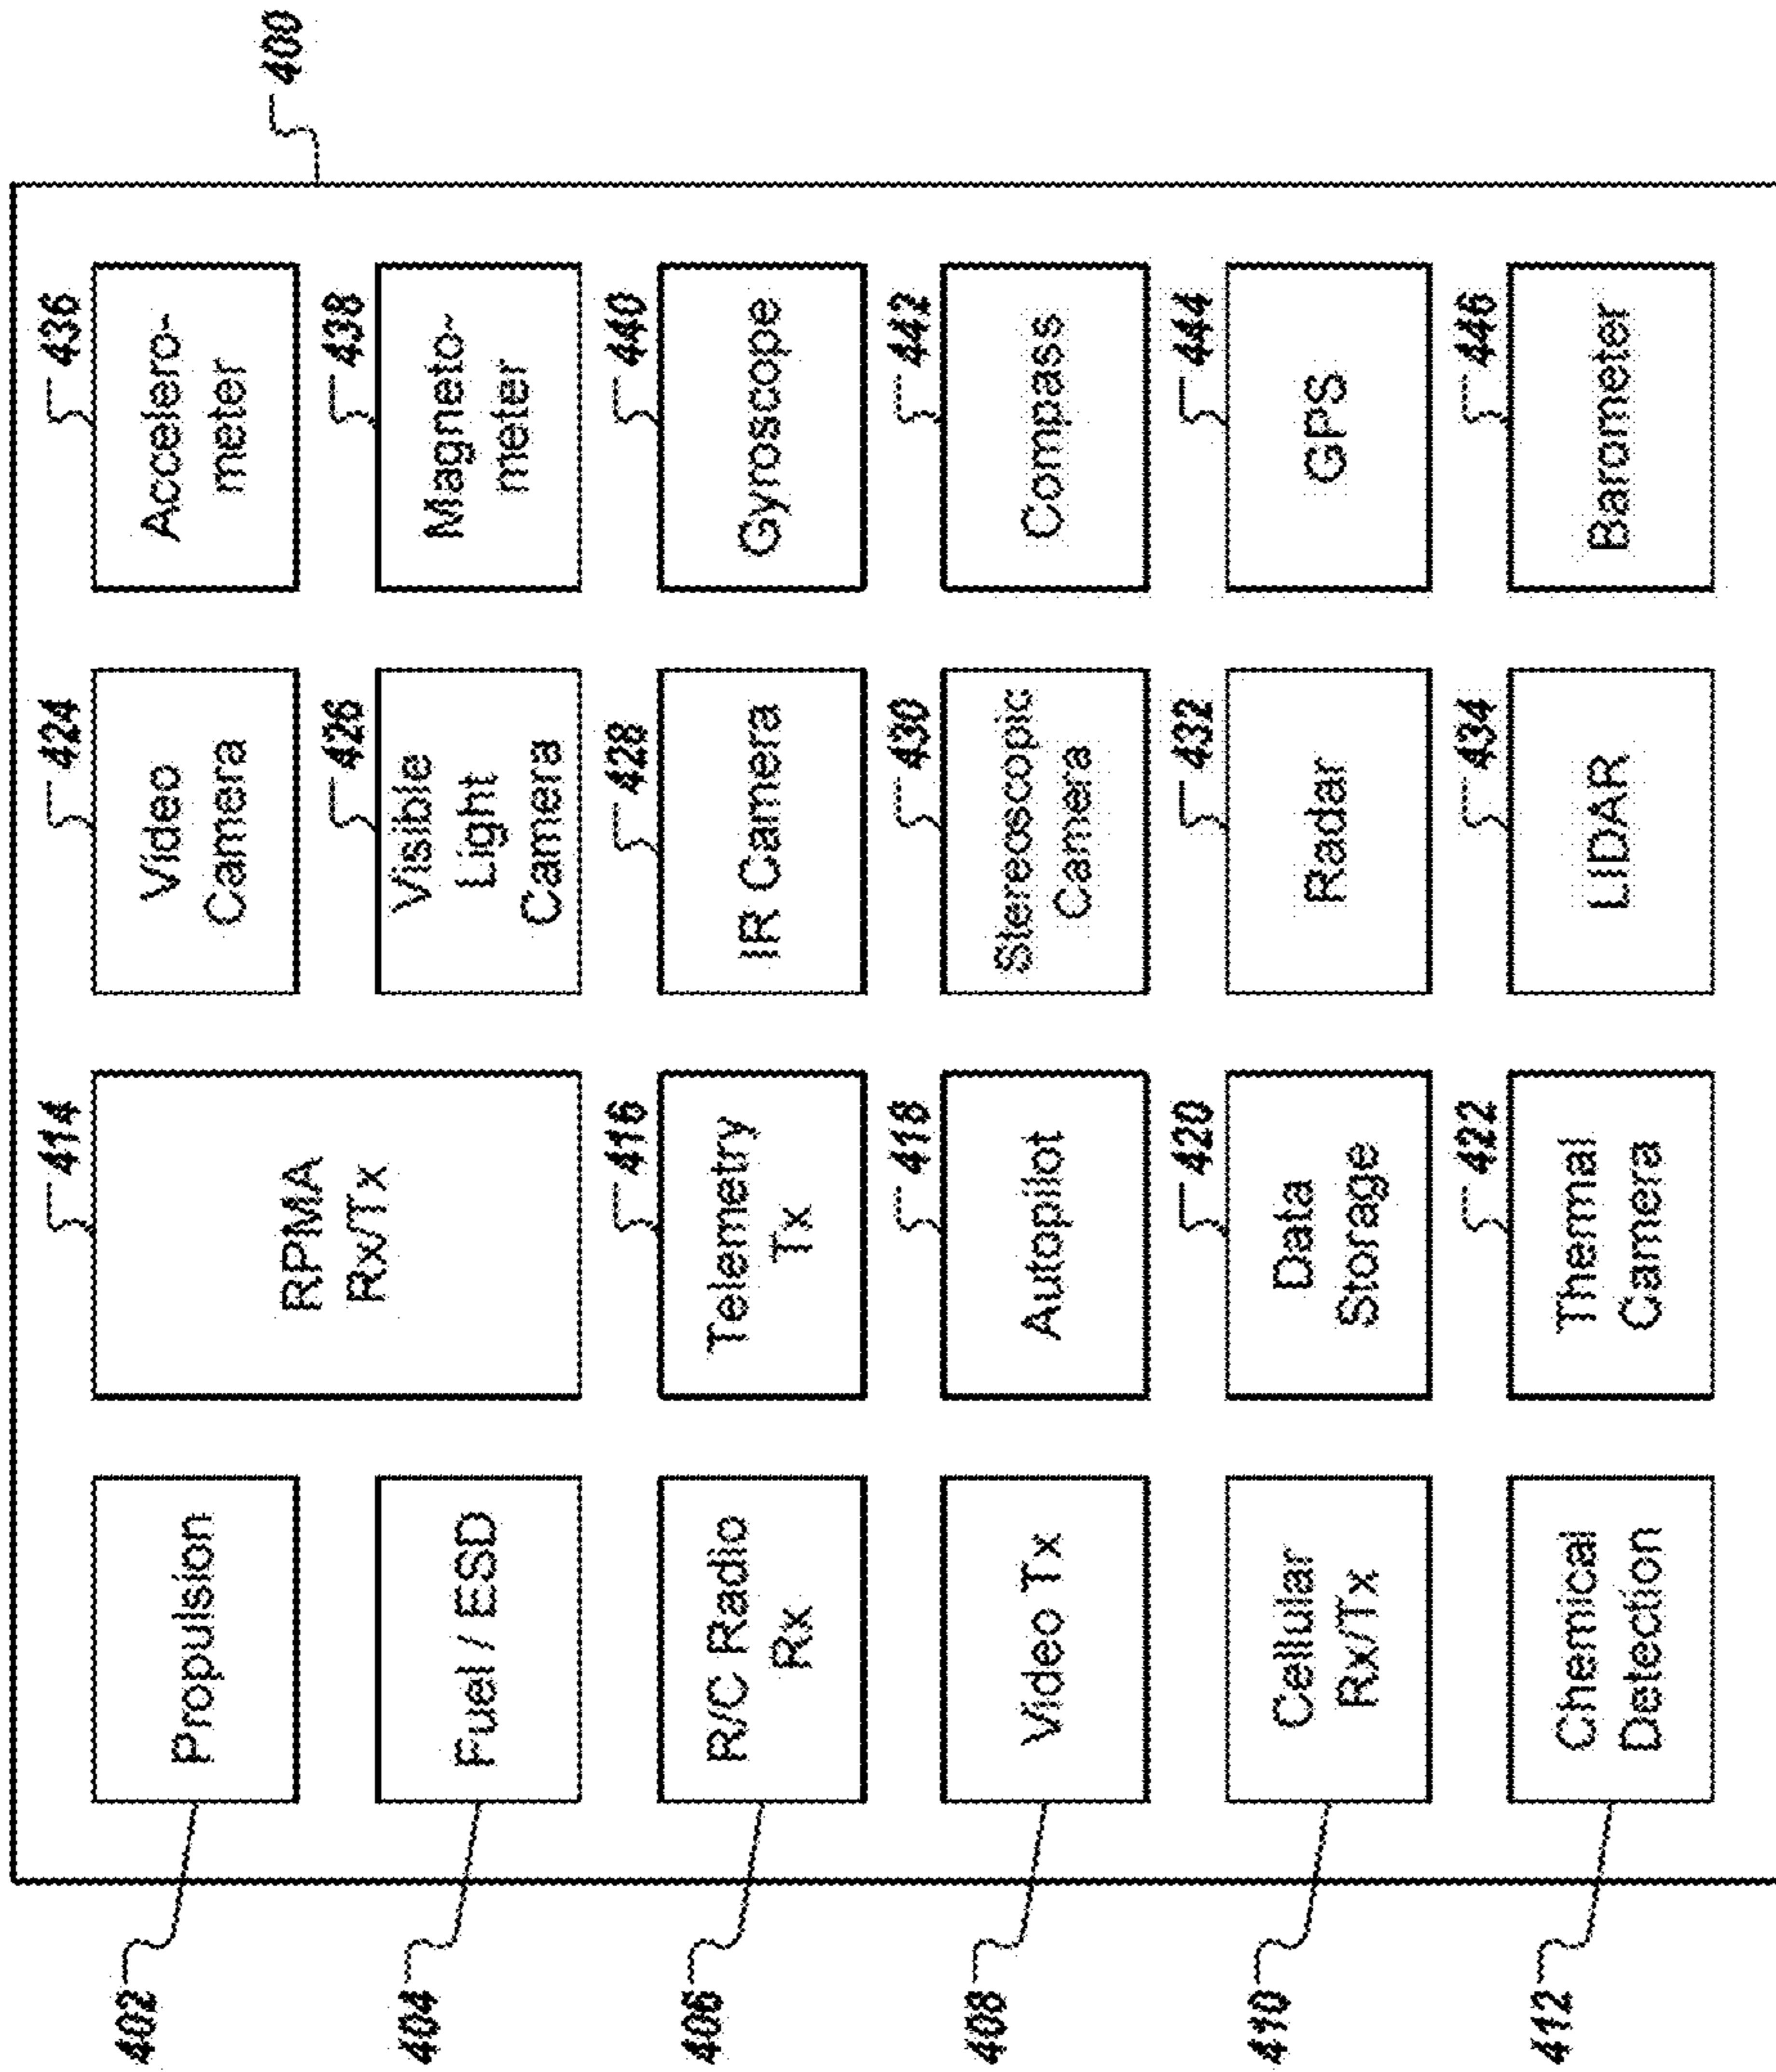 400
402
Propulsion
404
Fuel / ESD
406
R/C Radio
Rx
408
Video Tx
410
Cellular
Rx/Tx
412
Chemical
Detection
414
RPMA
Rx/Tx
416
Telemetry
Tx
418
Autopilot
420
Data
Storage
422
Thermal
Camera
424
Video
Camera
426
Visible
Light
Camera
428
IR Camera
430
Stereoscopic
Camera
432
Radar
434
LIDAR
436
Accelero-
meter
438
Magneto-
meter
440
Gyroscope
442
Compass
444
GPS
446
Barometer